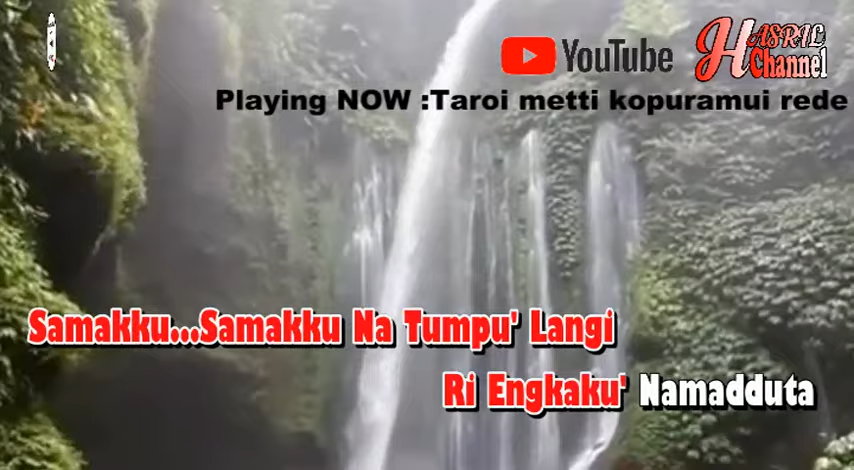 YouTube
HASRIL
Channel
Playing NOW :Taroi metti kopuramui rede
Samakku...Samakku Na Tumpu' Langi
Ri Engkaku' Namadduta